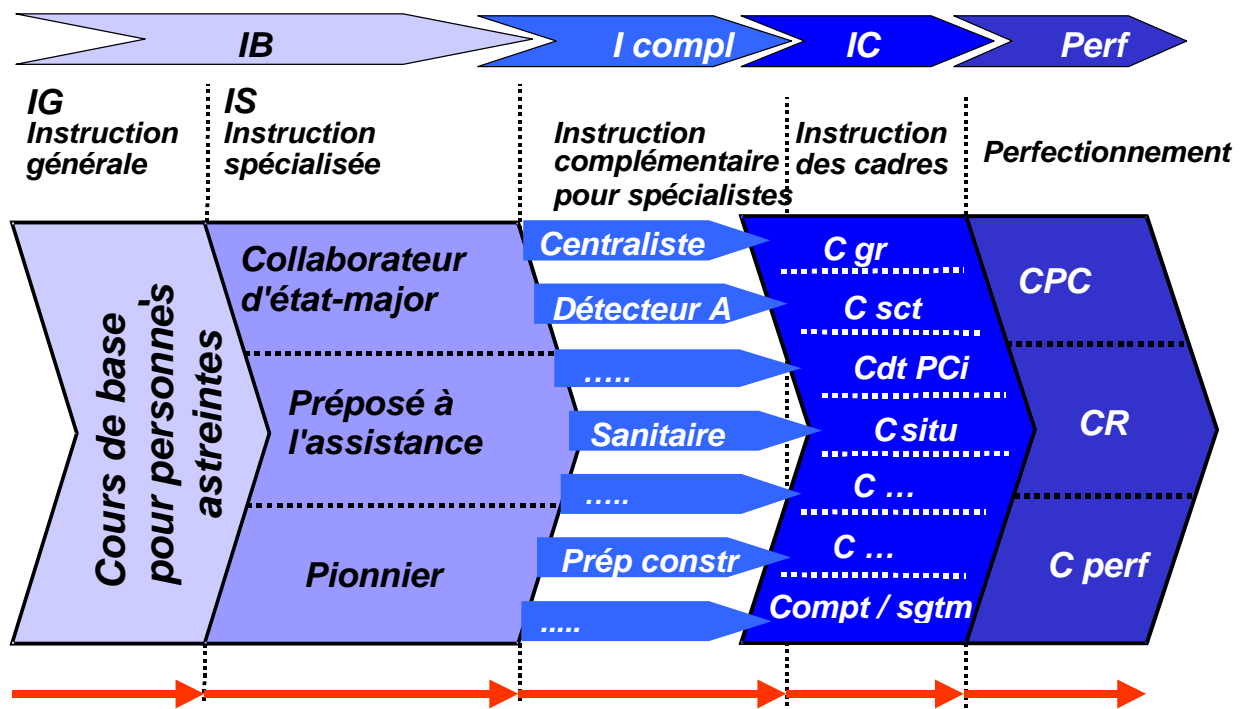 IB
I compl
IC
Perf
IG
Instruction
générale
IS
Instruction
spécialisée
Instruction
complémentaire
pour spécialistes
Instruction
des cadres
Perfectionnement
Cours de base
pour personnes
astreintes
Collaborateur
d'état-major
Préposé à
l'assistance
Pionnier
Centraliste
Détecteur A
.....
Sanitaire
.....
Prép constr
.....
C gr
C sct
Cdt PCi
C situ
C ...
C ...
Compt / sgtm
CPC
CR
C perf